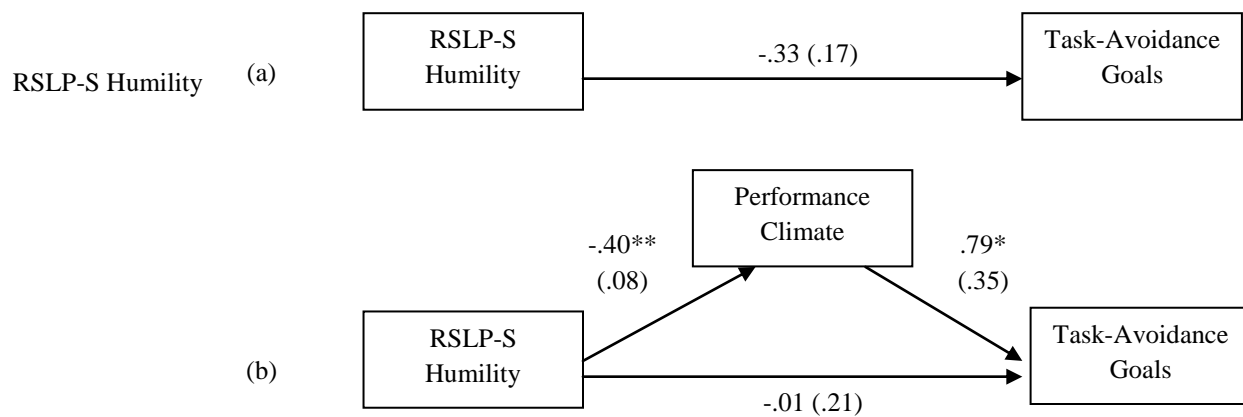 RSLP-S Humility
(a)
RSLP-S
Humility
-.33 (.17)
Task-Avoidance
Goals
Performance
Climate
-.40**
(.08)
.79*
(.35)
(b)
RSLP-S
Humility
-.01 (.21)
Task-Avoidance
Goals